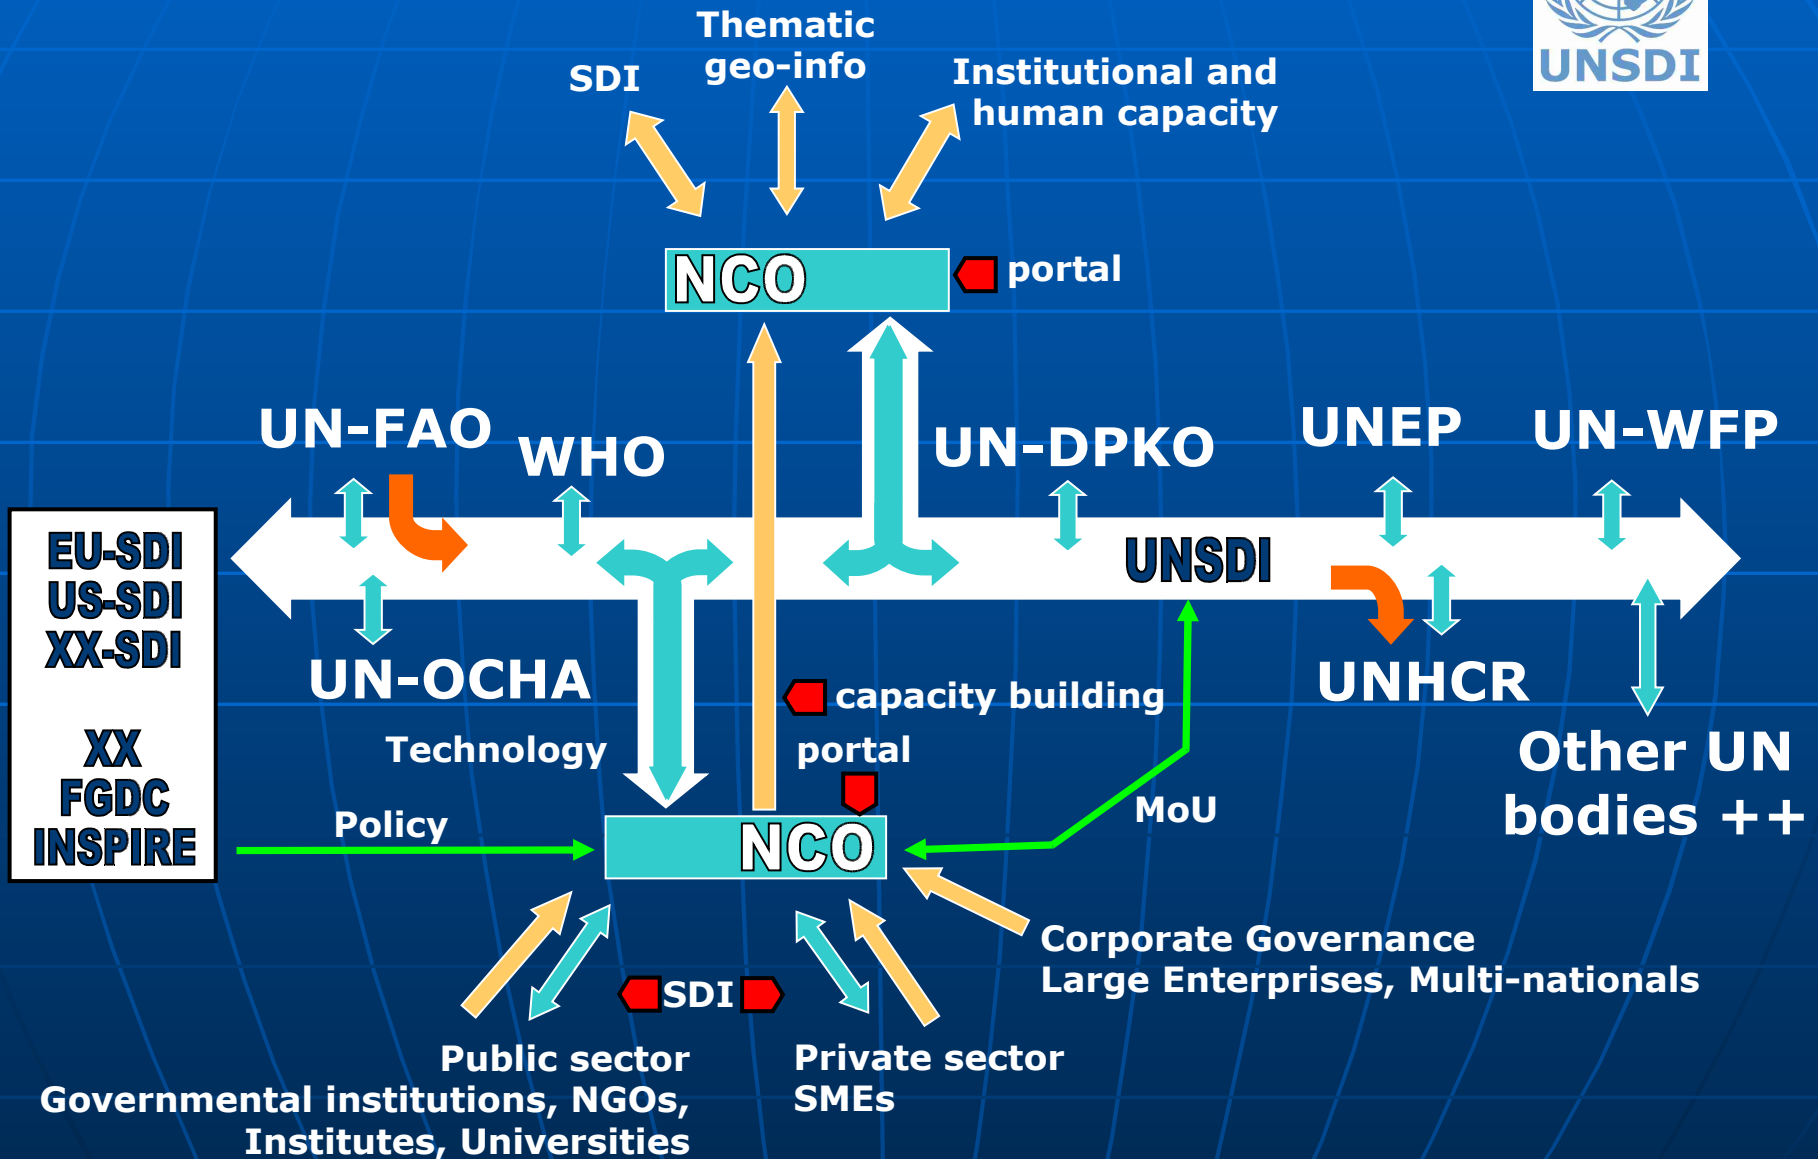 Thematic
geo-info
SDI
Institutional and
human capacity
UNSDI
NCO
portal
UN-FAO
WHO
UN-DPKO
UNEP
UN-WFP
EU-SDI
US-SDI
XX-SDI
XX
FGDC
INSPIRE
UNSDI
UN-OCHA
UNHCR
capacity building
Technology
portal
Other UN
bodies ++
Policy
MoU
NCO
Corporate Governance
Large Enterprises, Multi-nationals
SDI
Public sector
Governmental institutions, NGOs,
Institutes, Universities
Private sector
SMEs